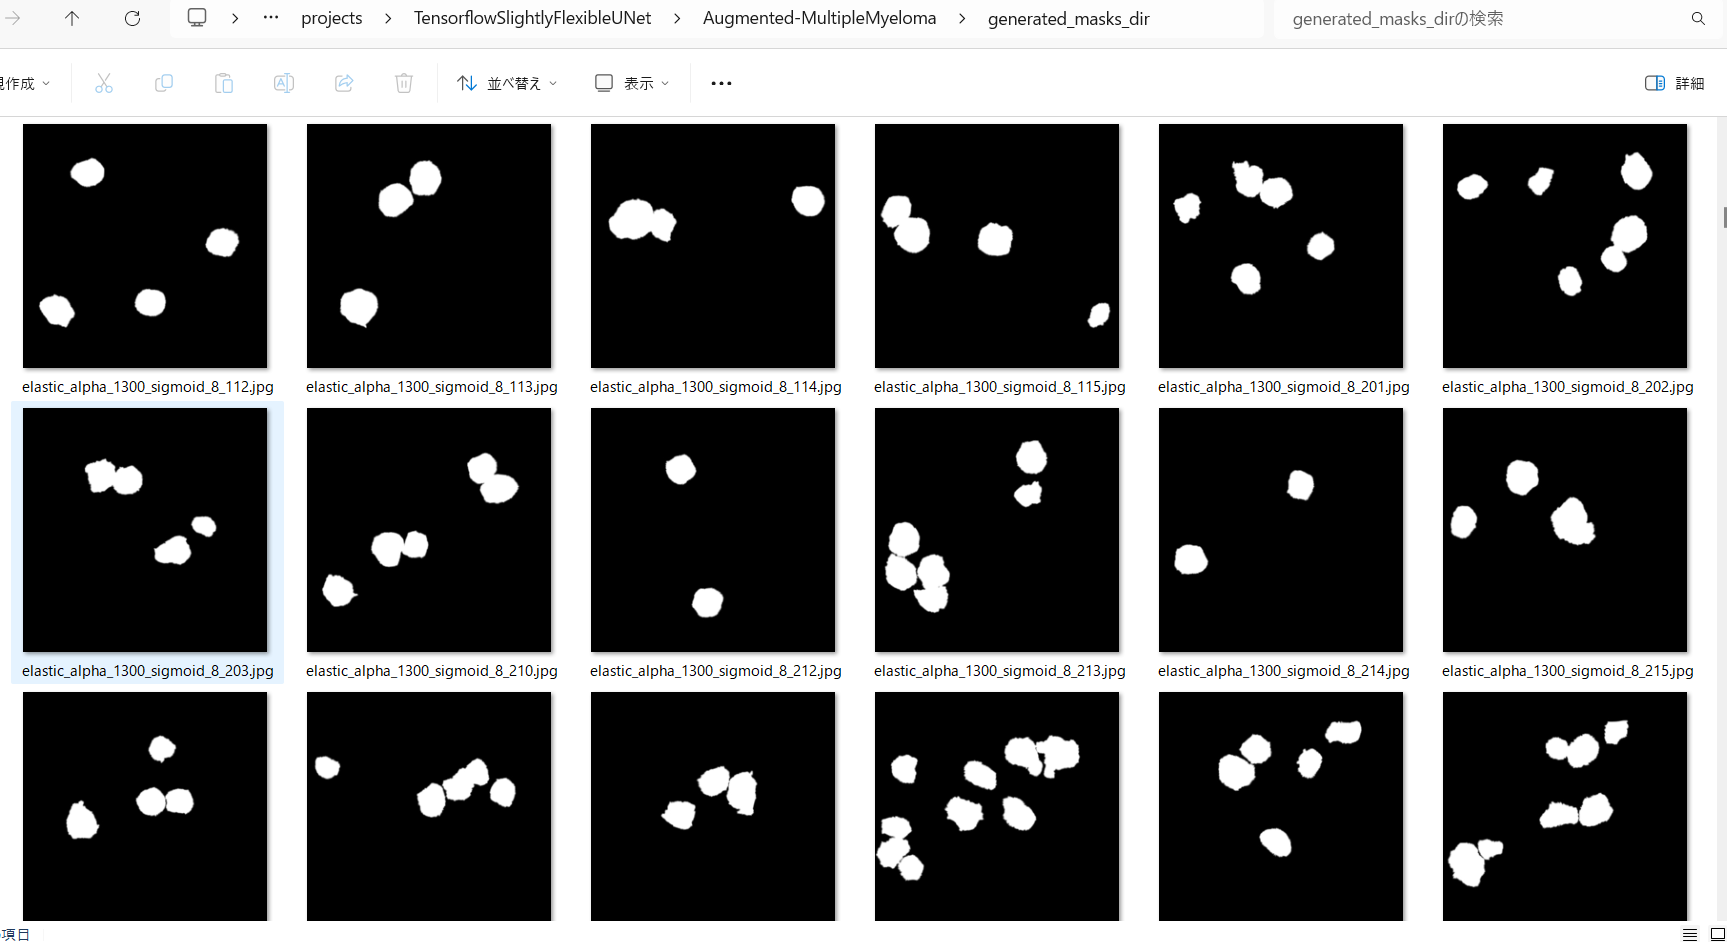 projects TensorflowSlightlyFlexibleUNet Augmented-MultipleMyeloma generated_masks_dir generated_masks_dirの検索
作成 並べ替え 表示 詳細
elastic_alpha_1300_sigmoid_8_112.jpg elastic_alpha_1300_sigmoid_8_113.jpg elastic_alpha_1300_sigmoid_8_114.jpg elastic_alpha_1300_sigmoid_8_115.jpg elastic_alpha_1300_sigmoid_8_201.jpg elastic_alpha_1300_sigmoid_8_202.jpg
elastic_alpha_1300_sigmoid_8_203.jpg elastic_alpha_1300_sigmoid_8_210.jpg elastic_alpha_1300_sigmoid_8_212.jpg elastic_alpha_1300_sigmoid_8_213.jpg elastic_alpha_1300_sigmoid_8_214.jpg elastic_alpha_1300_sigmoid_8_215.jpg
項目